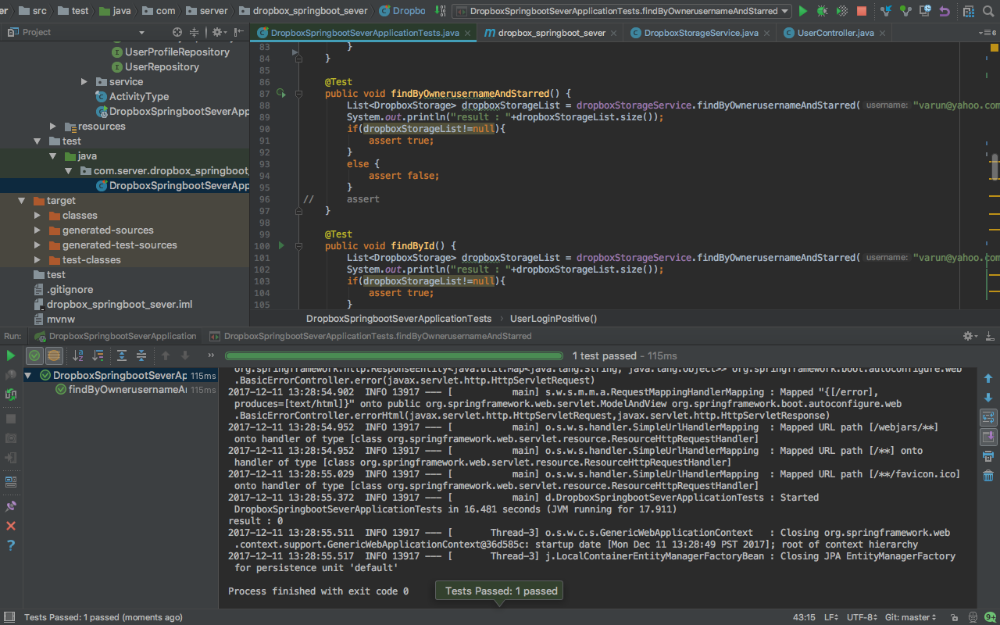 er
src
test
java
com
server
dropbox_springboot_sever
Dropbo
DropboxSpringbootSeverApplicationTests.findByOwnerusernameAndStarred
Project
DropboxSpringbootSeverApplicationTests.java
dropbox_springboot_sever
DropboxStorageService.java
UserController.java
6
UserProfileRepository
UserRepository
service
ActivityType
DropboxSpringbootSeverApp
resources
test
java
com.server.dropbox_springboot_
DropboxSpringbootSeverApp
target
classes
generated-sources
generated-test-sources
test-classes
test
.gitignore
dropbox_springboot_sever.iml
mvnw
83 }
84 }
85
86 @Test
87 public void findByOwnerusernameAndStarred() {
88 List<DropboxStorage> dropboxStorageList = dropboxStorageService.findByOwnerusernameAndStarred( username: "varun@yahoo.com
89 System.out.println("result : "+dropboxStorageList.size());
90 if(dropboxStorageList!=null){
91 assert true;
92 }
93 else {
94 assert false;
95 }
96 // assert
97 }
98
99 @Test
100 public void findById() {
101 List<DropboxStorage> dropboxStorageList = dropboxStorageService.findByOwnerusernameAndStarred( username: "varun@yahoo.com
102 System.out.println("result : "+dropboxStorageList.size());
103 if(dropboxStorageList!=null){
104 assert true;
105 }
DropboxSpringbootSeverApplicationTests › UserLoginPositive()
Run: DropboxSpringbootSeverApplication DropboxSpringbootSeverApplicationTests.findByOwnerusernameAndStarred
1 test passed - 115ms
DropboxSpringbootSeverAp 115ms
findByOwnerusernameAn 115ms
org.springframework.http.ResponseEntity<java.util.Map<java.lang.String, java.lang.Object>> org.springframework.boot.autoconfigure.web
.BasicErrorController.error(javax.servlet.http.HttpServletRequest)
2017-12-11 13:28:54.902 INFO 13917 --- [ main] s.w.s.m.m.a.RequestMappingHandlerMapping : Mapped "{[/error],
produces=[text/html]}" onto public org.springframework.web.servlet.ModelAndView org.springframework.boot.autoconfigure.web
.BasicErrorController.errorHtml(javax.servlet.http.HttpServletRequest,javax.servlet.http.HttpServletResponse)
2017-12-11 13:28:54.952 INFO 13917 --- [ main] o.s.w.s.handler.SimpleUrlHandlerMapping : Mapped URL path [/webjars/**]
onto handler of type [class org.springframework.web.servlet.resource.ResourceHttpRequestHandler]
2017-12-11 13:28:54.952 INFO 13917 --- [ main] o.s.w.s.handler.SimpleUrlHandlerMapping : Mapped URL path [/**] onto
handler of type [class org.springframework.web.servlet.resource.ResourceHttpRequestHandler]
2017-12-11 13:28:55.029 INFO 13917 --- [ main] o.s.w.s.handler.SimpleUrlHandlerMapping : Mapped URL path [/**/favicon.ico]
onto handler of type [class org.springframework.web.servlet.resource.ResourceHttpRequestHandler]
2017-12-11 13:28:55.372 INFO 13917 --- [ main] d.DropboxSpringbootSeverApplicationTests : Started
DropboxSpringbootSeverApplicationTests in 16.481 seconds (JVM running for 17.911)
result : 0
2017-12-11 13:28:55.511 INFO 13917 --- [ Thread-3] o.s.w.c.s.GenericWebApplicationContext : Closing org.springframework.web
.context.support.GenericWebApplicationContext@36d585c: startup date [Mon Dec 11 13:28:49 PST 2017]; root of context hierarchy
2017-12-11 13:28:55.517 INFO 13917 --- [ Thread-3] j.LocalContainerEntityManagerFactoryBean : Closing JPA EntityManagerFactory
for persistence unit 'default'
Process finished with exit code 0
Tests Passed: 1 passed
Tests Passed: 1 passed (moments ago)
43:15 LF÷ UTF-8÷ Git: master÷ 9+